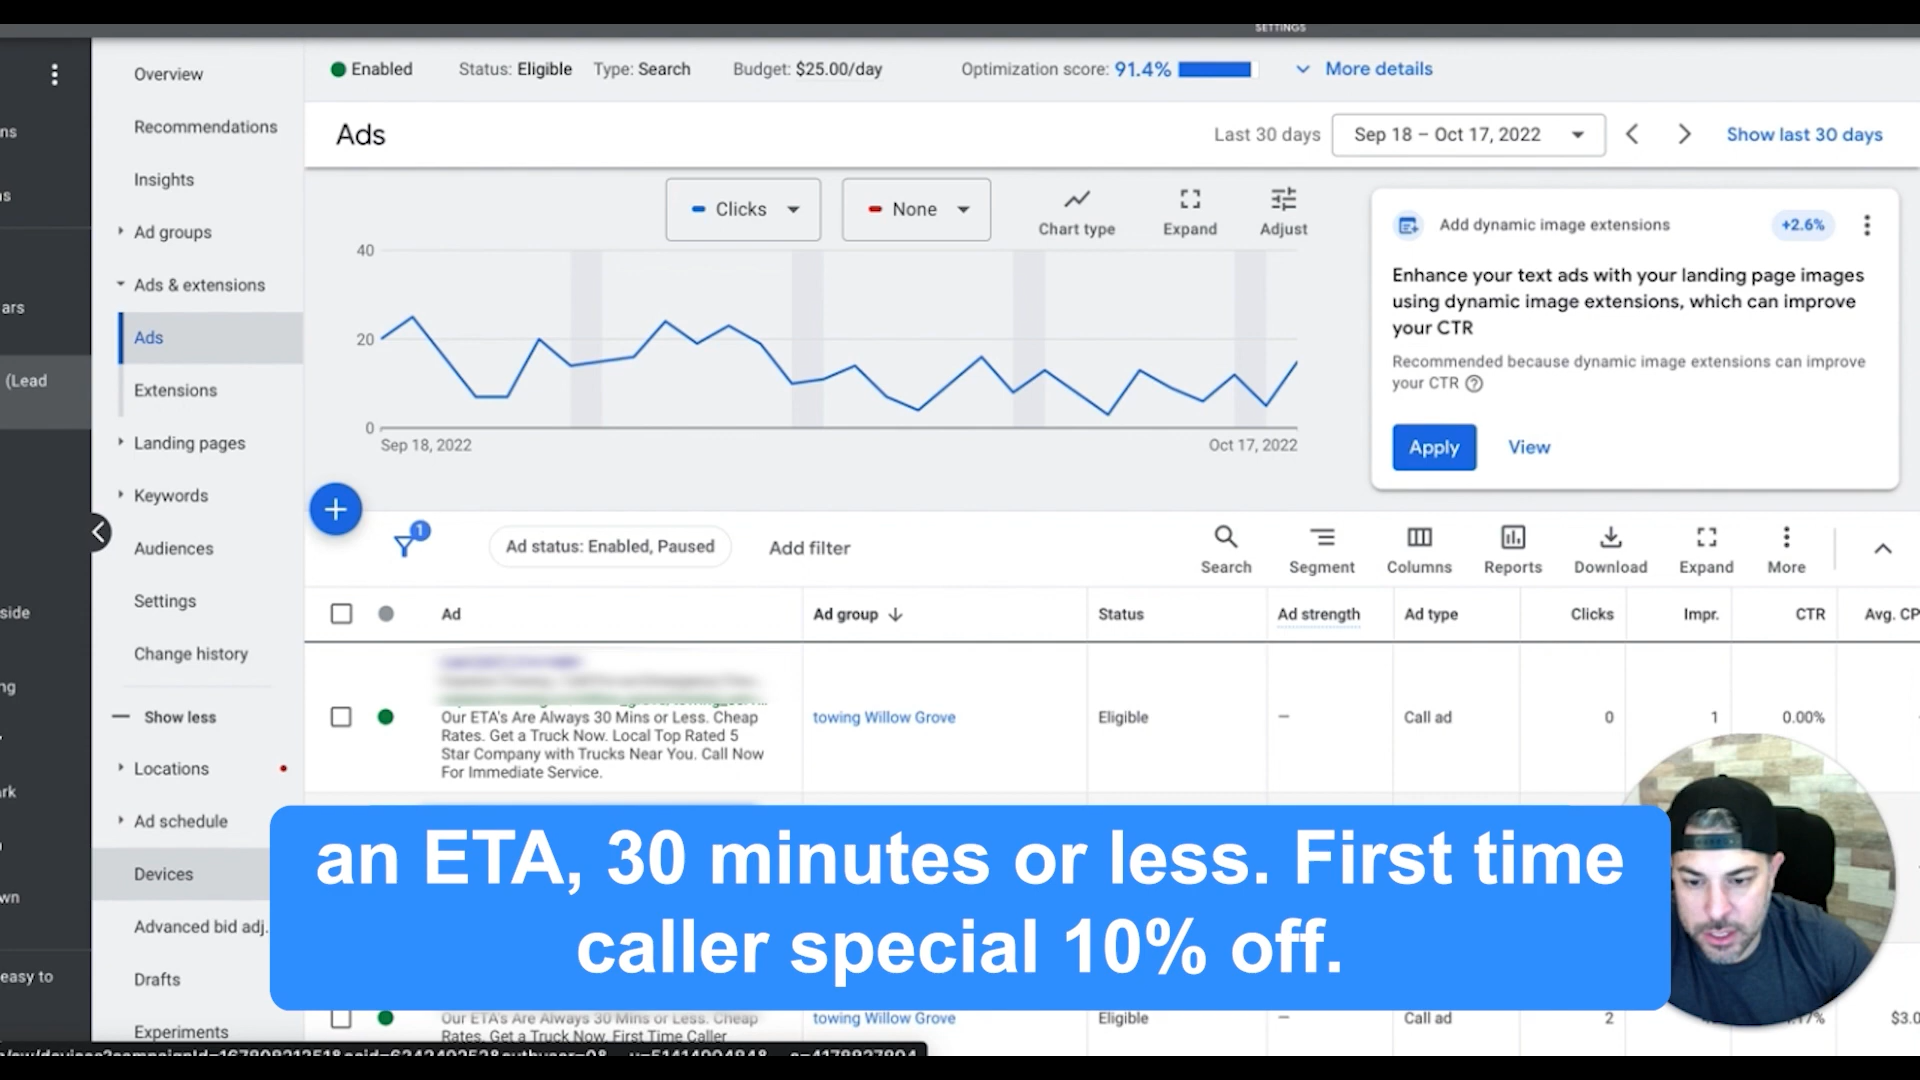 SETTINGS
Enabled Status: Eligible Type: Search Budget: $25.00/day Optimization score: 91.4% More details
Ads Last 30 days Sep 18 – Oct 17, 2022 Show last 30 days
Overview
Recommendations
Insights
Ad groups
Ads & extensions
Ads
Extensions
Landing pages
Keywords
Audiences
Settings
Change history
Show less
Locations
Ad schedule
Devices
Advanced bid adj.
Drafts
Experiments
ns
s
ars
(Lead
side
ng
rk
wn
easy to
Clicks None Chart type Expand Adjust
40
20
0
Sep 18, 2022 Oct 17, 2022
Add dynamic image extensions +2.6%
Enhance your text ads with your landing page images
using dynamic image extensions, which can improve
your CTR
Recommended because dynamic image extensions can improve
your CTR
Apply View
1
Ad status: Enabled, Paused Add filter Search Segment Columns Reports Download Expand More
Ad Ad group Status Ad strength Ad type Clicks Impr. CTR Avg. CP
Our ETA's Are Always 30 Mins or Less. Cheap
Rates. Get a Truck Now. Local Top Rated 5
Star Company with Trucks Near You. Call Now
For Immediate Service.
towing Willow Grove Eligible – Call ad 0 1 0.00%
an ETA, 30 minutes or less. First time
caller special 10% off.
Our ETA's Are Always 30 Mins or Less. Cheap
Rates. Get a Truck Now. First Time Caller
towing Willow Grove Eligible – Call ad 2 $3.0